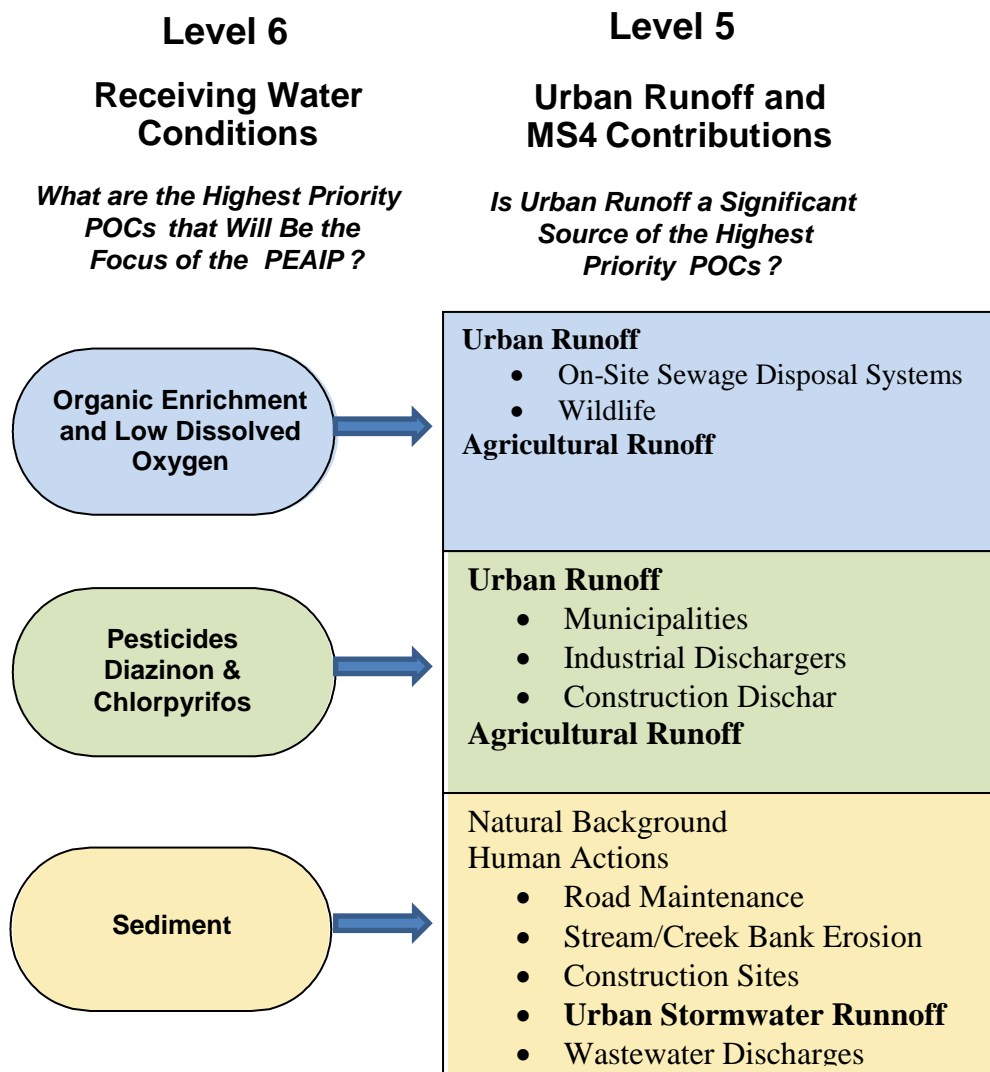 Level 6
Receiving Water
Conditions
What are the Highest Priority
POCs that Will Be the
Focus of the PEAIP ?
Level 5
Urban Runoff and
MS4 Contributions
Is Urban Runoff a Significant
Source of the Highest
Priority POCs ?
Organic Enrichment
and Low Dissolved
Oxygen
Urban Runoff
• On-Site Sewage Disposal Systems
• Wildlife
Agricultural Runoff
Pesticides
Diazinon &
Chlorpyrifos
Urban Runoff
• Municipalities
• Industrial Dischargers
• Construction Dischar
Agricultural Runoff
Sediment
Natural Background
Human Actions
• Road Maintenance
• Stream/Creek Bank Erosion
• Construction Sites
• Urban Stormwater Runnoff
• Wastewater Discharges